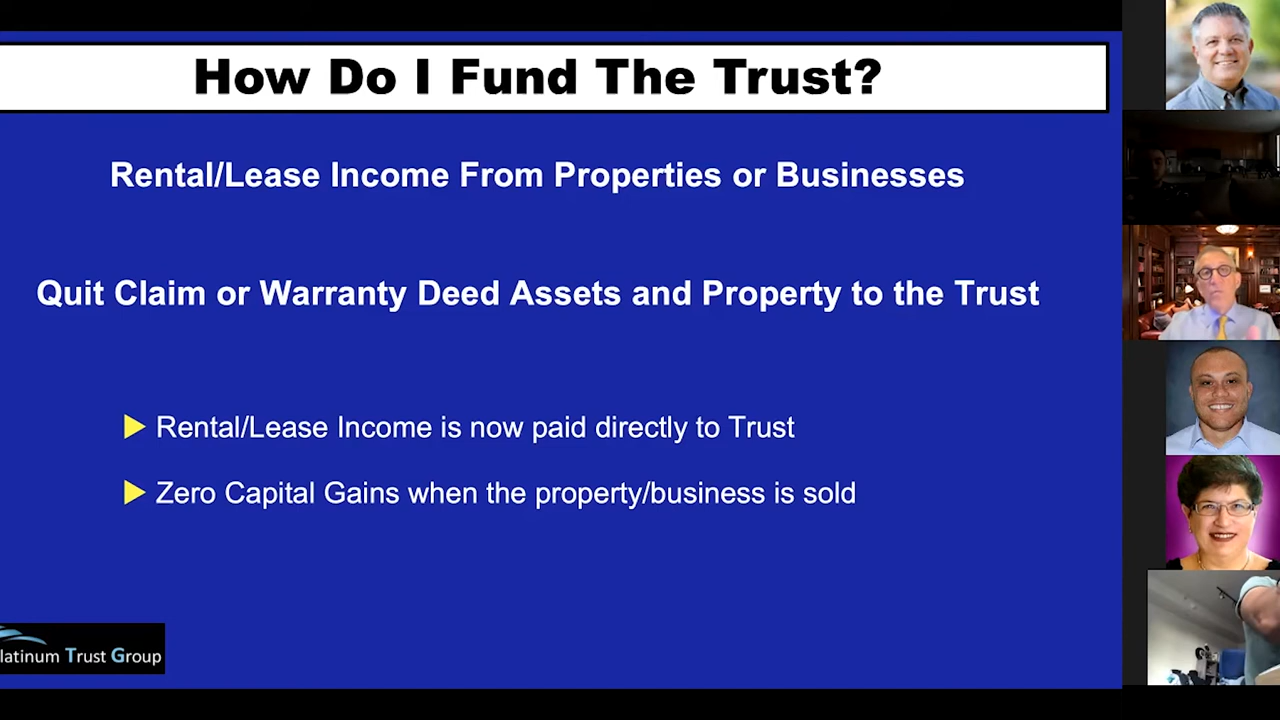 How Do I Fund The Trust?
Rental/Lease Income From Properties or Businesses
Quit Claim or Warranty Deed Assets and Property to the Trust
Rental/Lease Income is now paid directly to Trust
Zero Capital Gains when the property/business is sold
latinum Trust Group